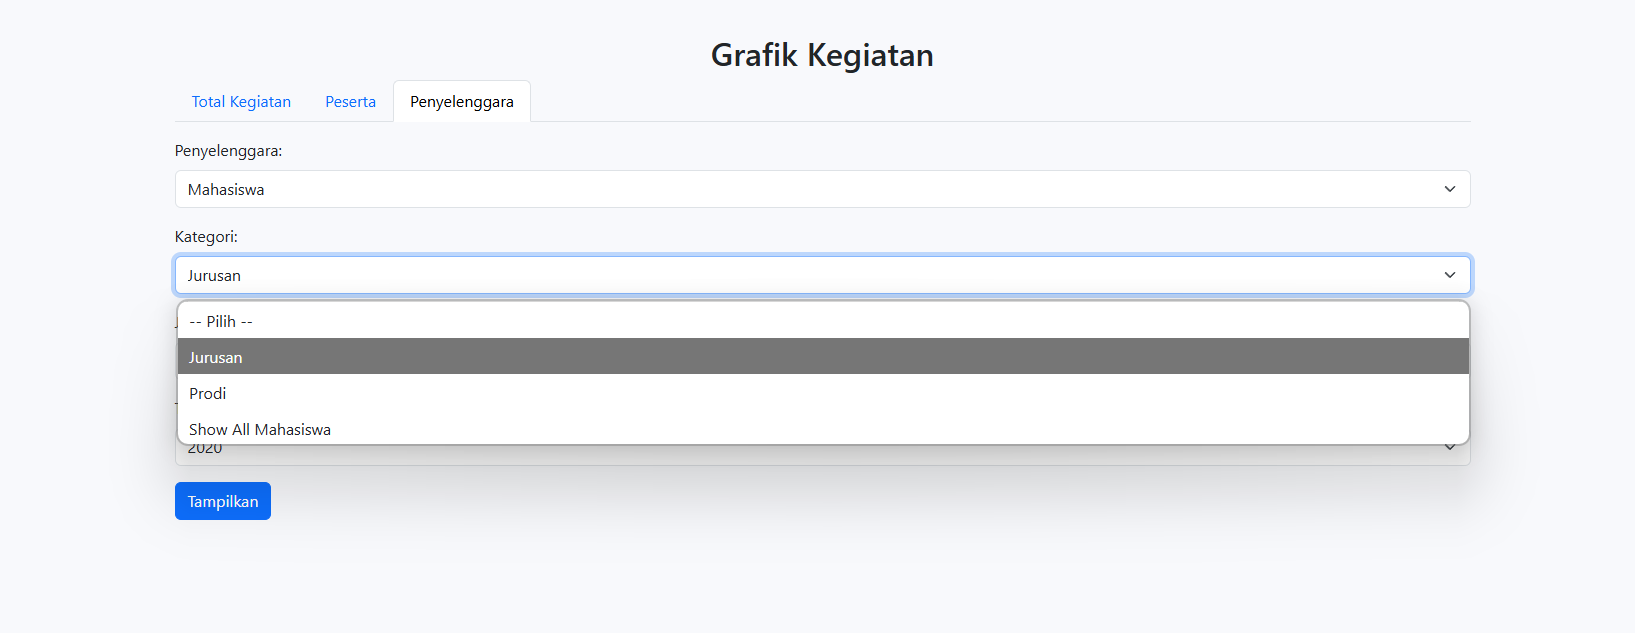 Grafik Kegiatan
Total Kegiatan Peserta Penyelenggara
Penyelenggara:
Mahasiswa
Kategori:
Jurusan
-- Pilih --
Jurusan
Prodi
Show All Mahasiswa
2020
Tampilkan